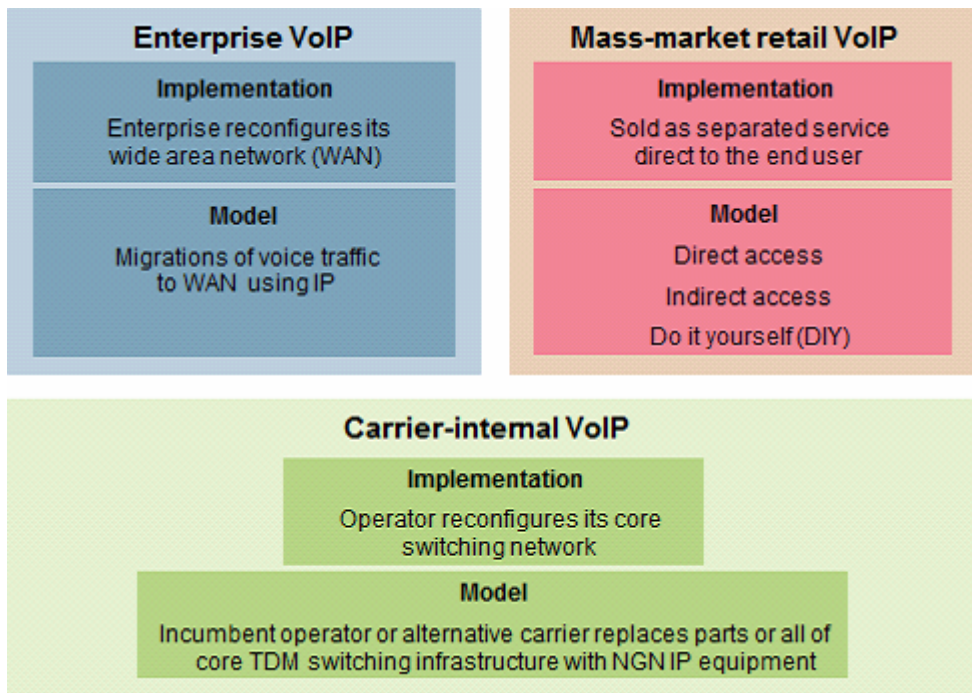 Enterprise VoIP
Implementation
Enterprise reconfigures its
wide area network (WAN)
Model
Migrations of voice traffic
to WAN using IP
Mass-market retail VoIP
Implementation
Sold as separated service
direct to the end user
Model
Direct access
Indirect access
Do it yourself (DIY)
Carrier-internal VoIP
Implementation
Operator reconfigures its core
switching network
Model
Incumbent operator or alternative carrier replaces parts or all of
core TDM switching infrastructure with NGN IP equipment